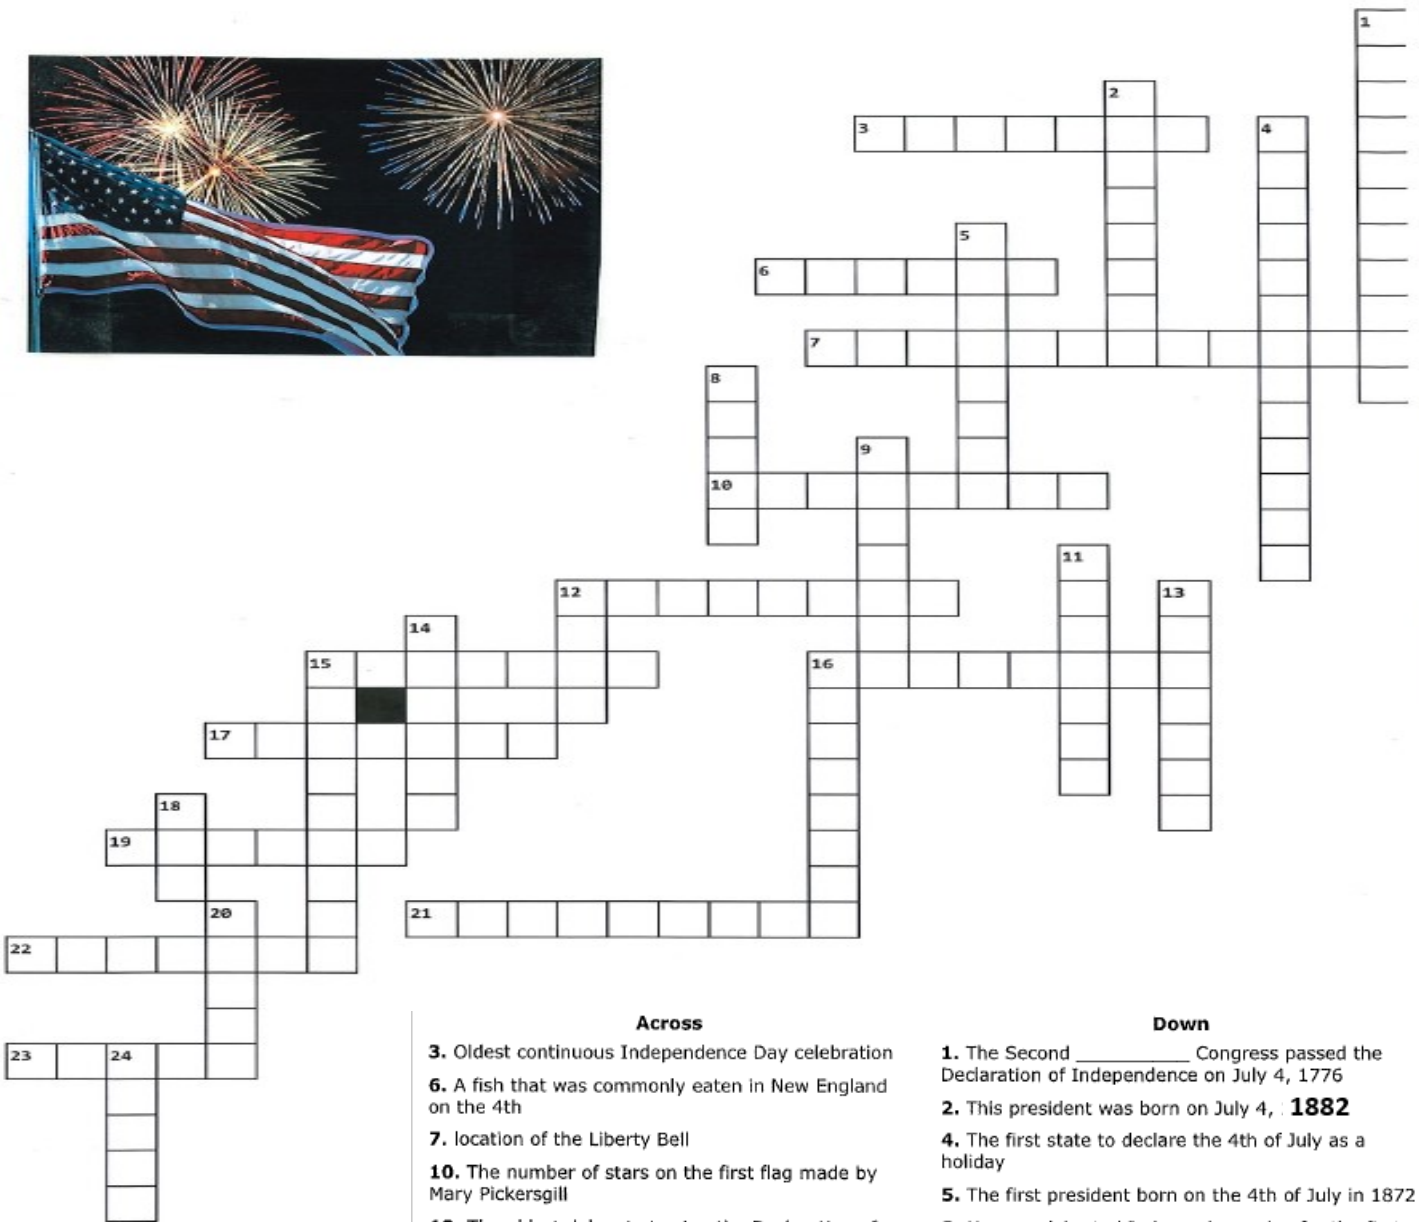 1
2
3
4
5
6
7
8
9
10
11
12
13
14
15
16
17
18
19
20
21
22
23
24
Across
3. Oldest continuous Independence Day celebration
6. A fish that was commonly eaten in New England
on the 4th
7. location of the Liberty Bell
10. The number of stars on the first flag made by
Mary Pickersgill
Down
1. The Second ___________ Congress passed the
Declaration of Independence on July 4, 1776
2. This president was born on July 4, 1882
4. The first state to declare the 4th of July as a
holiday
5. The first president born on the 4th of July in 1872